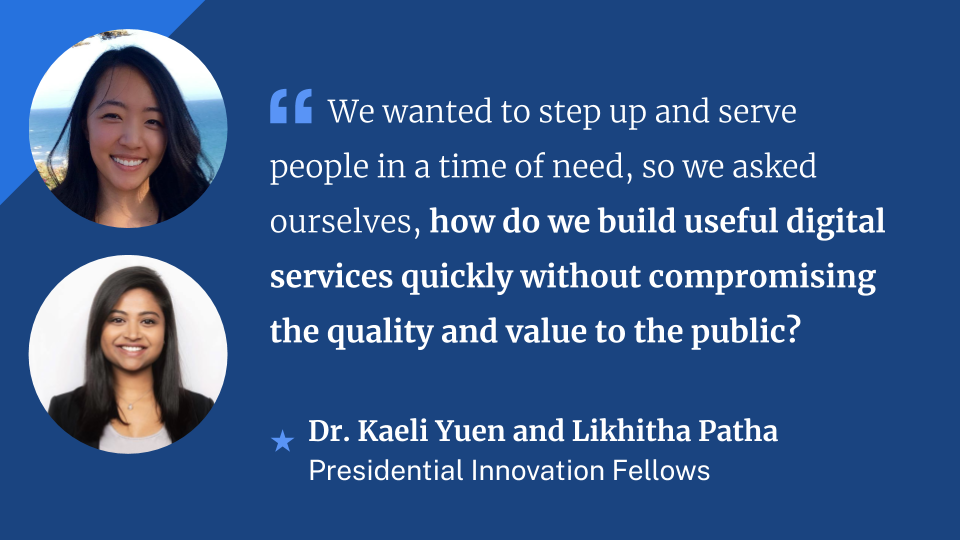 “ We wanted to step up and serve
people in a time of need, so we asked
ourselves, how do we build useful digital
services quickly without compromising
the quality and value to the public?
Dr. Kaeli Yuen and Likhitha Patha
Presidential Innovation Fellows